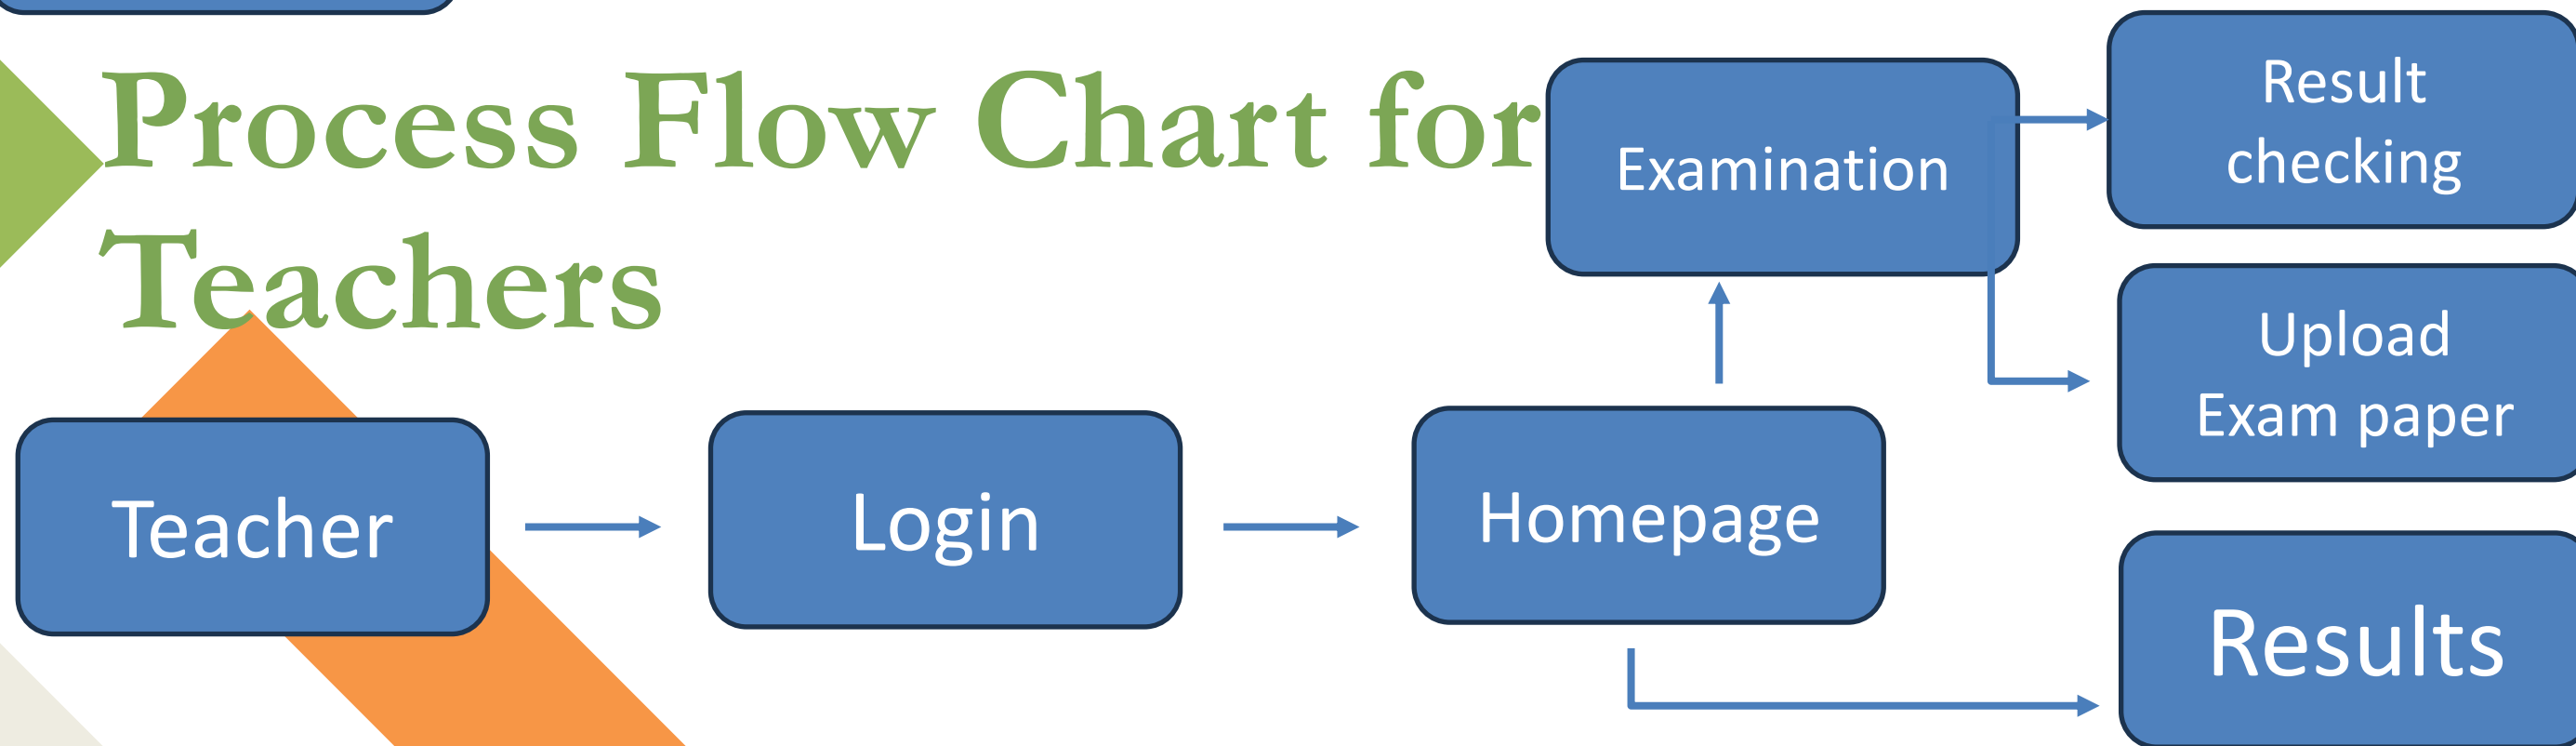 Process Flow Chart for
Teachers
Examination
Result
checking
Upload
Exam paper
Teacher
Login
Homepage
Results